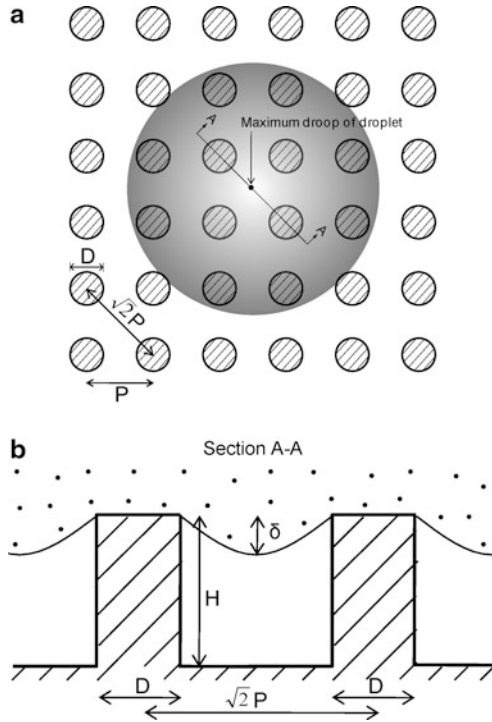 a
A
Maximum droop of droplet
A
D
√2P
P
b
Section A-A
δ
H
D
√2 P
D